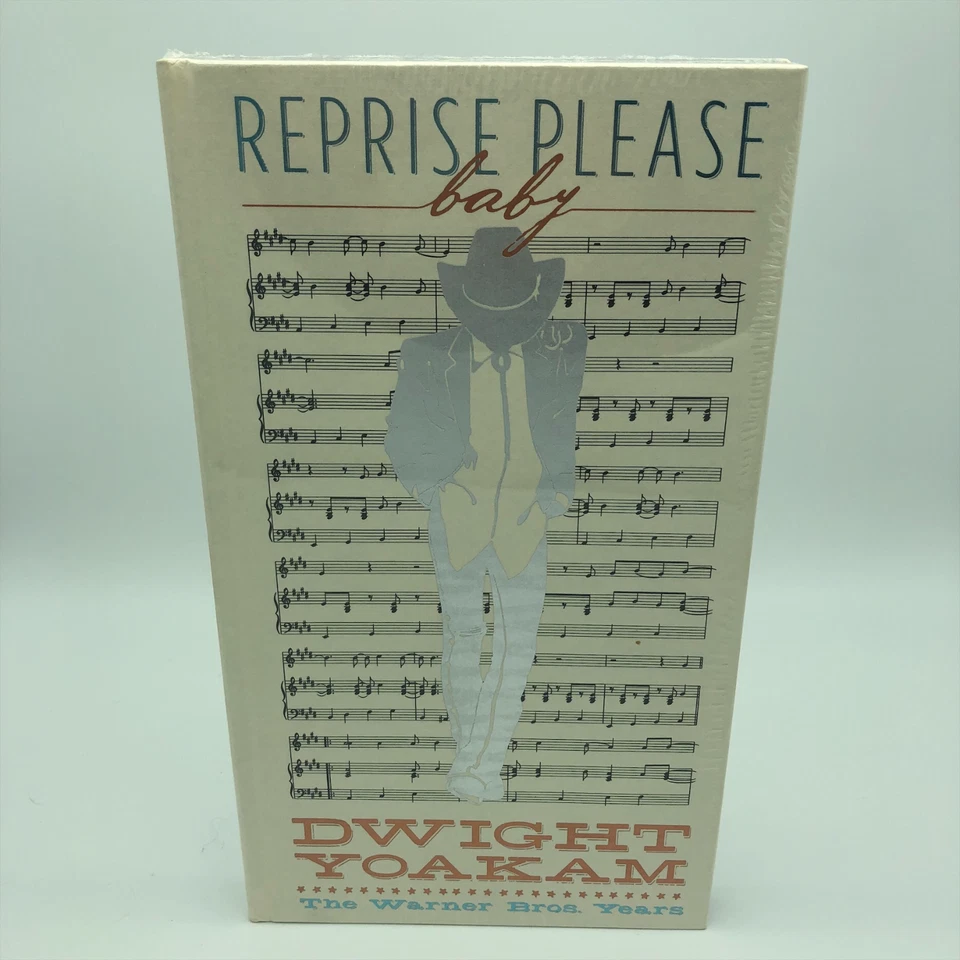 REPRISE PLEASE
baby
DWIGHT
YOAKAM
The Warner Bros. Years